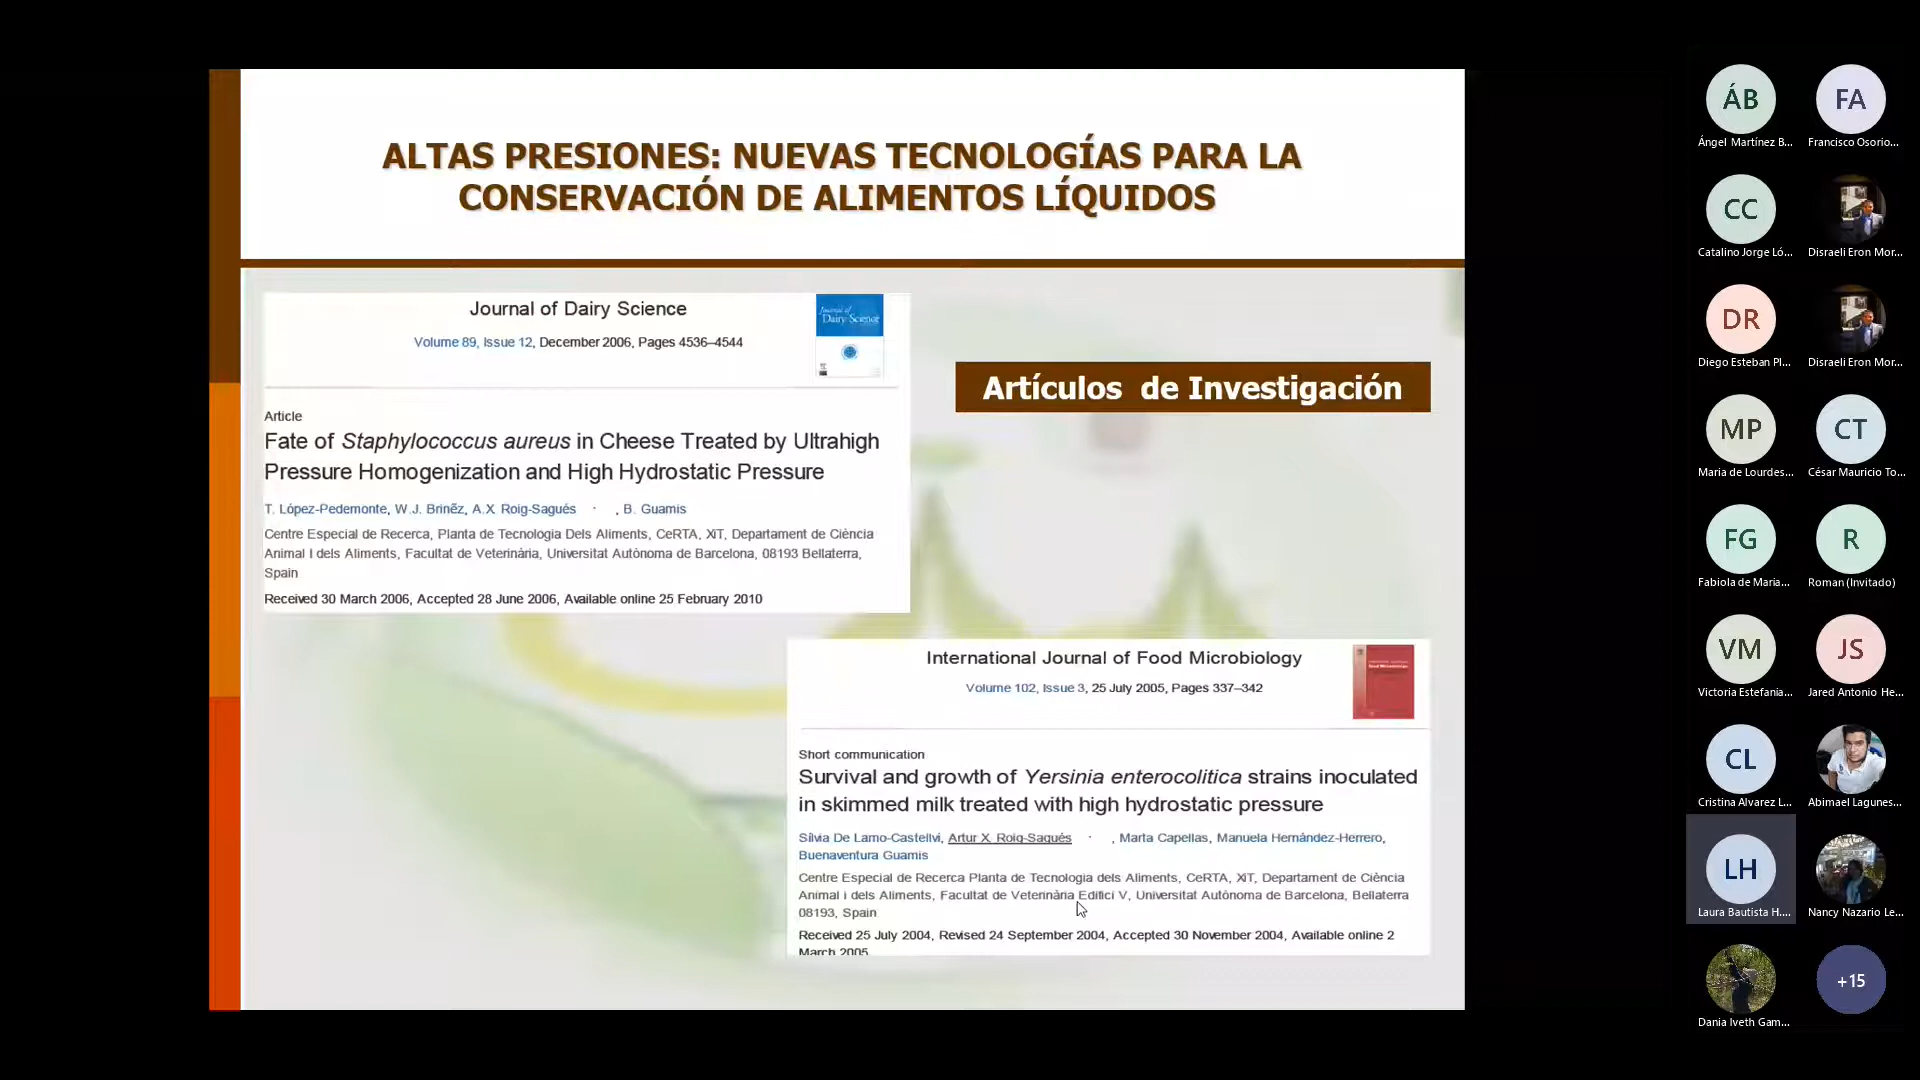 ALTAS PRESIONES: NUEVAS TECNOLOGÍAS PARA LA
CONSERVACIÓN DE ALIMENTOS LÍQUIDOS
Journal of Dairy Science
Volume 89, Issue 12, December 2006, Pages 4536–4544
Journal of
Dairy Science
Article
Fate of Staphylococcus aureus in Cheese Treated by Ultrahigh
Pressure Homogenization and High Hydrostatic Pressure
T. López-Pedemonte, W.J. Brinẽz, A.X. Roig-Sagués · , B. Guamis
Centre Especial de Recerca, Planta de Tecnologia Dels Aliments, CeRTA, XiT, Departament de Ciència
Animal I dels Aliments, Facultat de Veterinària, Universitat Autònoma de Barcelona, 08193 Bellaterra,
Spain
Received 30 March 2006, Accepted 28 June 2006, Available online 25 February 2010
Artículos de Investigación
International Journal of Food Microbiology
Volume 102, Issue 3, 25 July 2005, Pages 337–342
Short communication
Survival and growth of Yersinia enterocolitica strains inoculated
in skimmed milk treated with high hydrostatic pressure
Sílvia De Lamo-Castellví, Artur X. Roig-Sagués · , Marta Capellas, Manuela Hernández-Herrero,
Buenaventura Guamis
Centre Especial de Recerca Planta de Tecnologia dels Aliments, CeRTA, XiT, Departament de Ciència
Animal i dels Aliments, Facultat de Veterinària Edifici V, Universitat Autònoma de Barcelona, Bellaterra
08193, Spain
Received 25 July 2004, Revised 24 September 2004, Accepted 30 November 2004, Available online 2
March 2005
ÁB
FA
Ángel Martínez B...
Francisco Osorio...
CC
Catalino Jorge Ló...
Disraeli Eron Mor...
DR
Diego Esteban Pl...
Disraeli Eron Mor...
MP
CT
Maria de Lourdes...
César Mauricio To...
FG
R
Fabiola de Maria...
Roman (Invitado)
VM
JS
Victoria Estefania...
Jared Antonio He...
CL
Cristina Alvarez L...
Abimael Lagunes...
LH
Laura Bautista H....
Nancy Nazario Le...
+15
Dania Iveth Gam...